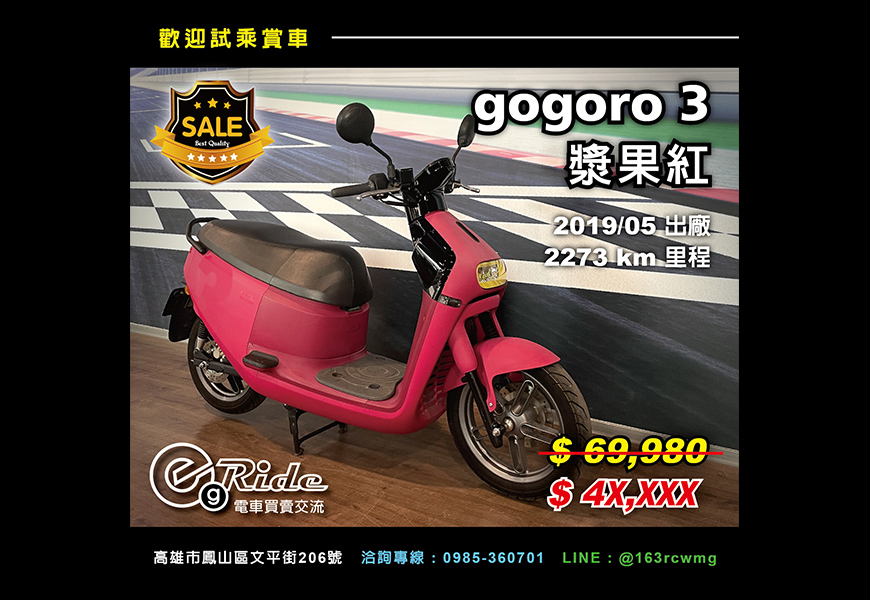 歡迎試乘賞車
SALE
Best Quality
gogoro 3
漿果紅
2019/05 出廠
2273 km 里程
$ 69,980
$ 4X,XXX
eg Ride
電車買賣交流
高雄市鳳山區文平街206號 洽詢專線：0985-360701 LINE：@163rcwmg